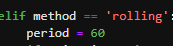 elif method == 'rolling':
    period = 60